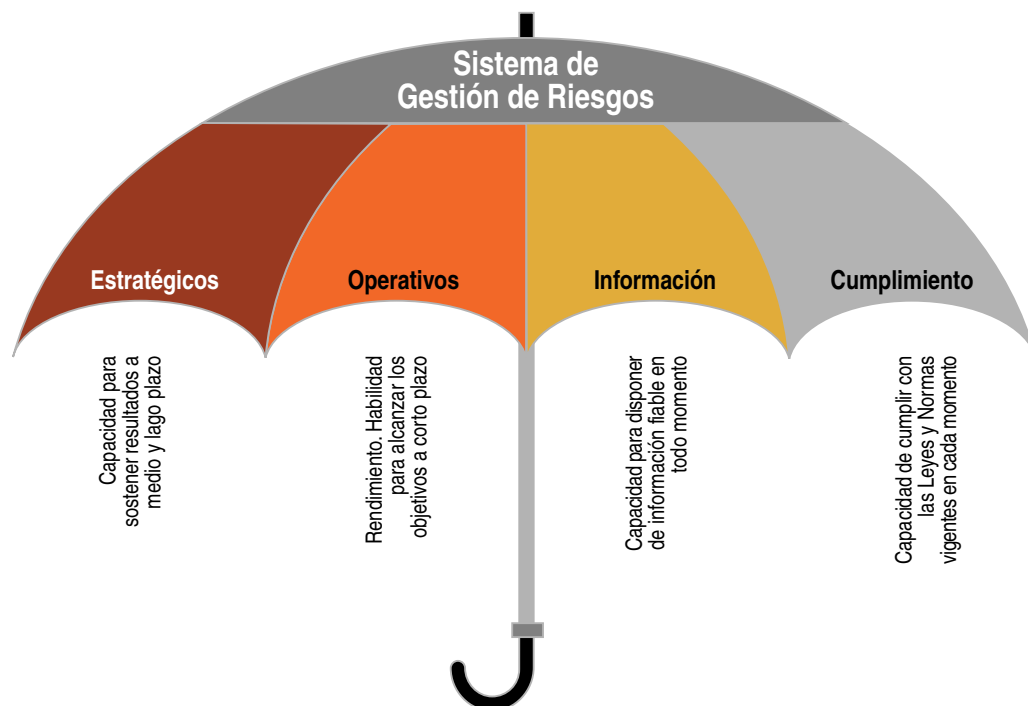 Sistema de
Gestión de Riesgos
Estratégicos
Operativos
Información
Cumplimiento
Capacidad para
sostener resultados a
medio y lago plazo
Rendimiento. Habilidad
para alcanzar los
objetivos a corto plazo
Capacidad para disponer
de información fiable en
todo momento
Capacidad de cumplir con
las Leyes y Normas
vigentes en cada momento